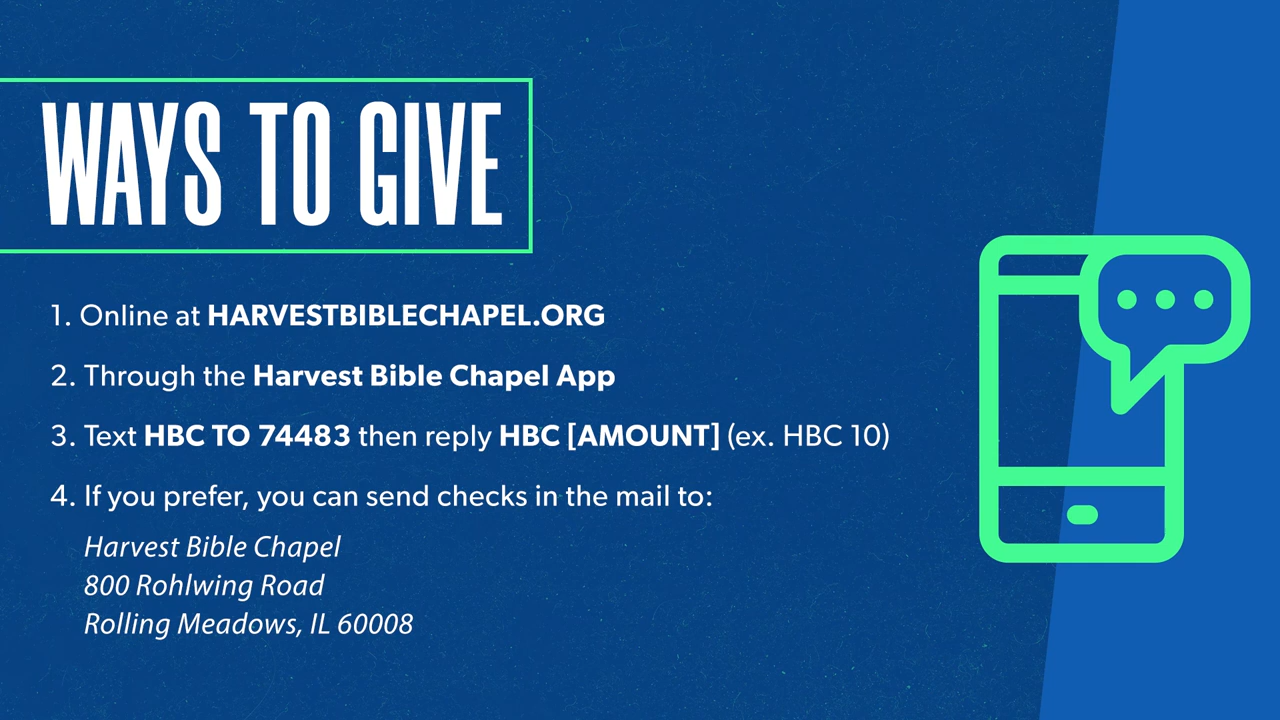 WAYS TO GIVE
1. Online at HARVESTBIBLECHAPEL.ORG
2. Through the Harvest Bible Chapel App
3. Text HBC TO 74483 then reply HBC [AMOUNT] (ex. HBC 10)
4. If you prefer, you can send checks in the mail to:
Harvest Bible Chapel
800 Rohlwing Road
Rolling Meadows, IL 60008